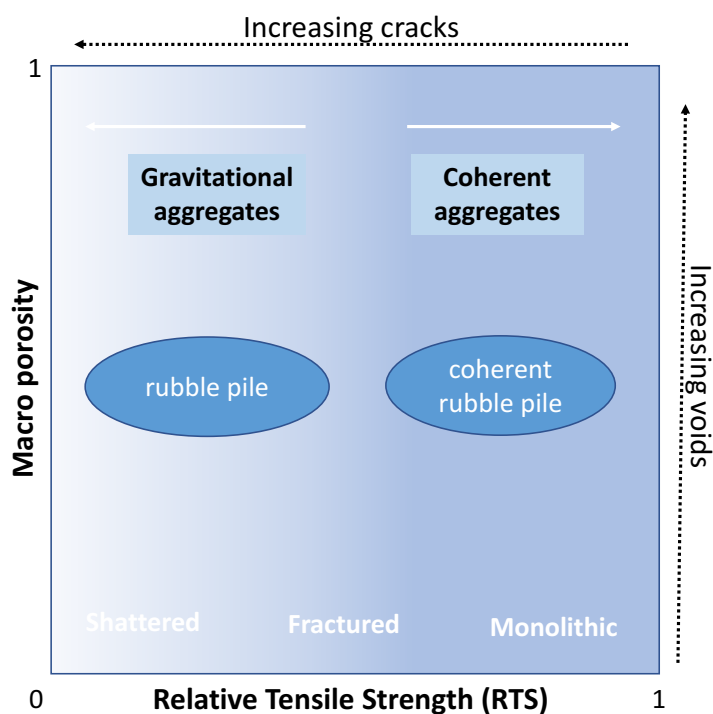 Increasing cracks
1
Gravitational
aggregates
Coherent
aggregates
Macro porosity
Increasing voids
rubble pile
coherent
rubble pile
Shattered
Fractured
Monolithic
0
Relative Tensile Strength (RTS)
1